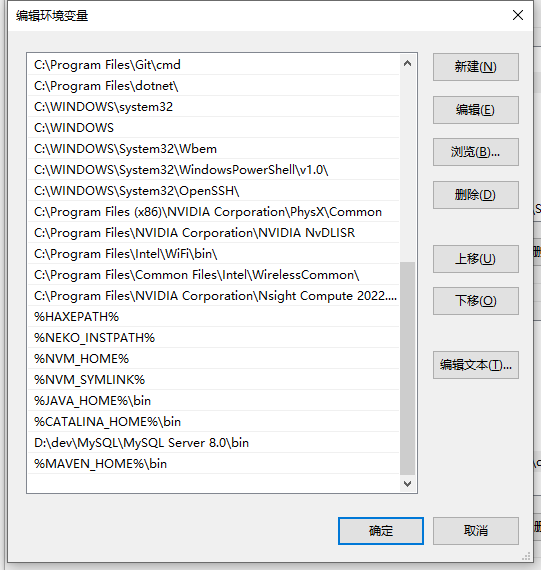 编辑环境变量
C:\Program Files\Git\cmd
C:\Program Files\dotnet\
C:\WINDOWS\system32
C:\WINDOWS
C:\WINDOWS\System32\Wbem
C:\WINDOWS\System32\WindowsPowerShell\v1.0\
C:\WINDOWS\System32\OpenSSH\
C:\Program Files (x86)\NVIDIA Corporation\PhysX\Common
C:\Program Files\NVIDIA Corporation\NVIDIA NvDLISR
C:\Program Files\Intel\WiFi\bin\
C:\Program Files\Common Files\Intel\WirelessCommon\
C:\Program Files\NVIDIA Corporation\Nsight Compute 2022....
%HAXEPATH%
%NEKO_INSTPATH%
%NVM_HOME%
%NVM_SYMLINK%
%JAVA_HOME%\bin
%CATALINA_HOME%\bin
D:\dev\MySQL\MySQL Server 8.0\bin
%MAVEN_HOME%\bin
新建(N)
编辑(E)
浏览(B)...
删除(D)
上移(U)
下移(O)
编辑文本(T)...
确定
取消